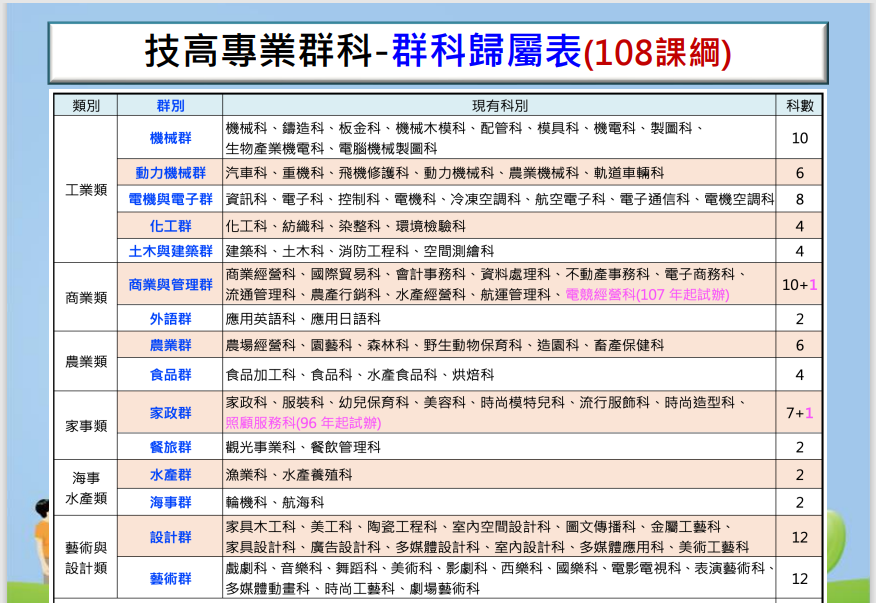 技高專業群科-群科歸屬表(108課綱)
類別 群別 現有科別 科數
工業類
機械群 機械科、鑄造科、板金科、機械木模科、配管科、模具科、機電科、製圖科、
生物產業機電科、電腦機械製圖科 10
動力機械群 汽車科、重機科、飛機修護科、動力機械科、農業機械科、軌道車輛科 6
電機與電子群 資訊科、電子科、控制科、電機科、冷凍空調科、航空電子科、電子通信科、電機空調科 8
化工群 化工科、紡織科、染整科、環境檢驗科 4
土木與建築群 建築科、土木科、消防工程科、空間測繪科 4
商業類
商業與管理群 商業經營科、國際貿易科、會計事務科、資料處理科、不動產事務科、電子商務科、
流通管理科、農產行銷科、水產經營科、航運管理科、電競經營科(107 年起試辦) 10+1
外語群 應用英語科、應用日語科 2
農業類
農業群 農場經營科、園藝科、森林科、野生動物保育科、造園科、畜產保健科 6
食品群 食品加工科、食品科、水產食品科、烘焙科 4
家事類
家政群 家政科、服裝科、幼兒保育科、美容科、時尚模特兒科、流行服飾科、時尚造型科、
照顧服務科(96 年起試辦) 7+1
餐旅群 觀光事業科、餐飲管理科 2
海事
水產類
水產群 漁業科、水產養殖科 2
海事群 輪機科、航海科 2
藝術與
設計類
設計群 家具木工科、美工科、陶瓷工程科、室內空間設計科、圖文傳播科、金屬工藝科、
家具設計科、廣告設計科、多媒體設計科、室內設計科、多媒體應用科、美術工藝科 12
藝術群 戲劇科、音樂科、舞蹈科、美術科、影劇科、西樂科、國樂科、電影電視科、表演藝術科、
多媒體動畫科、時尚工藝科、劇場藝術科 12